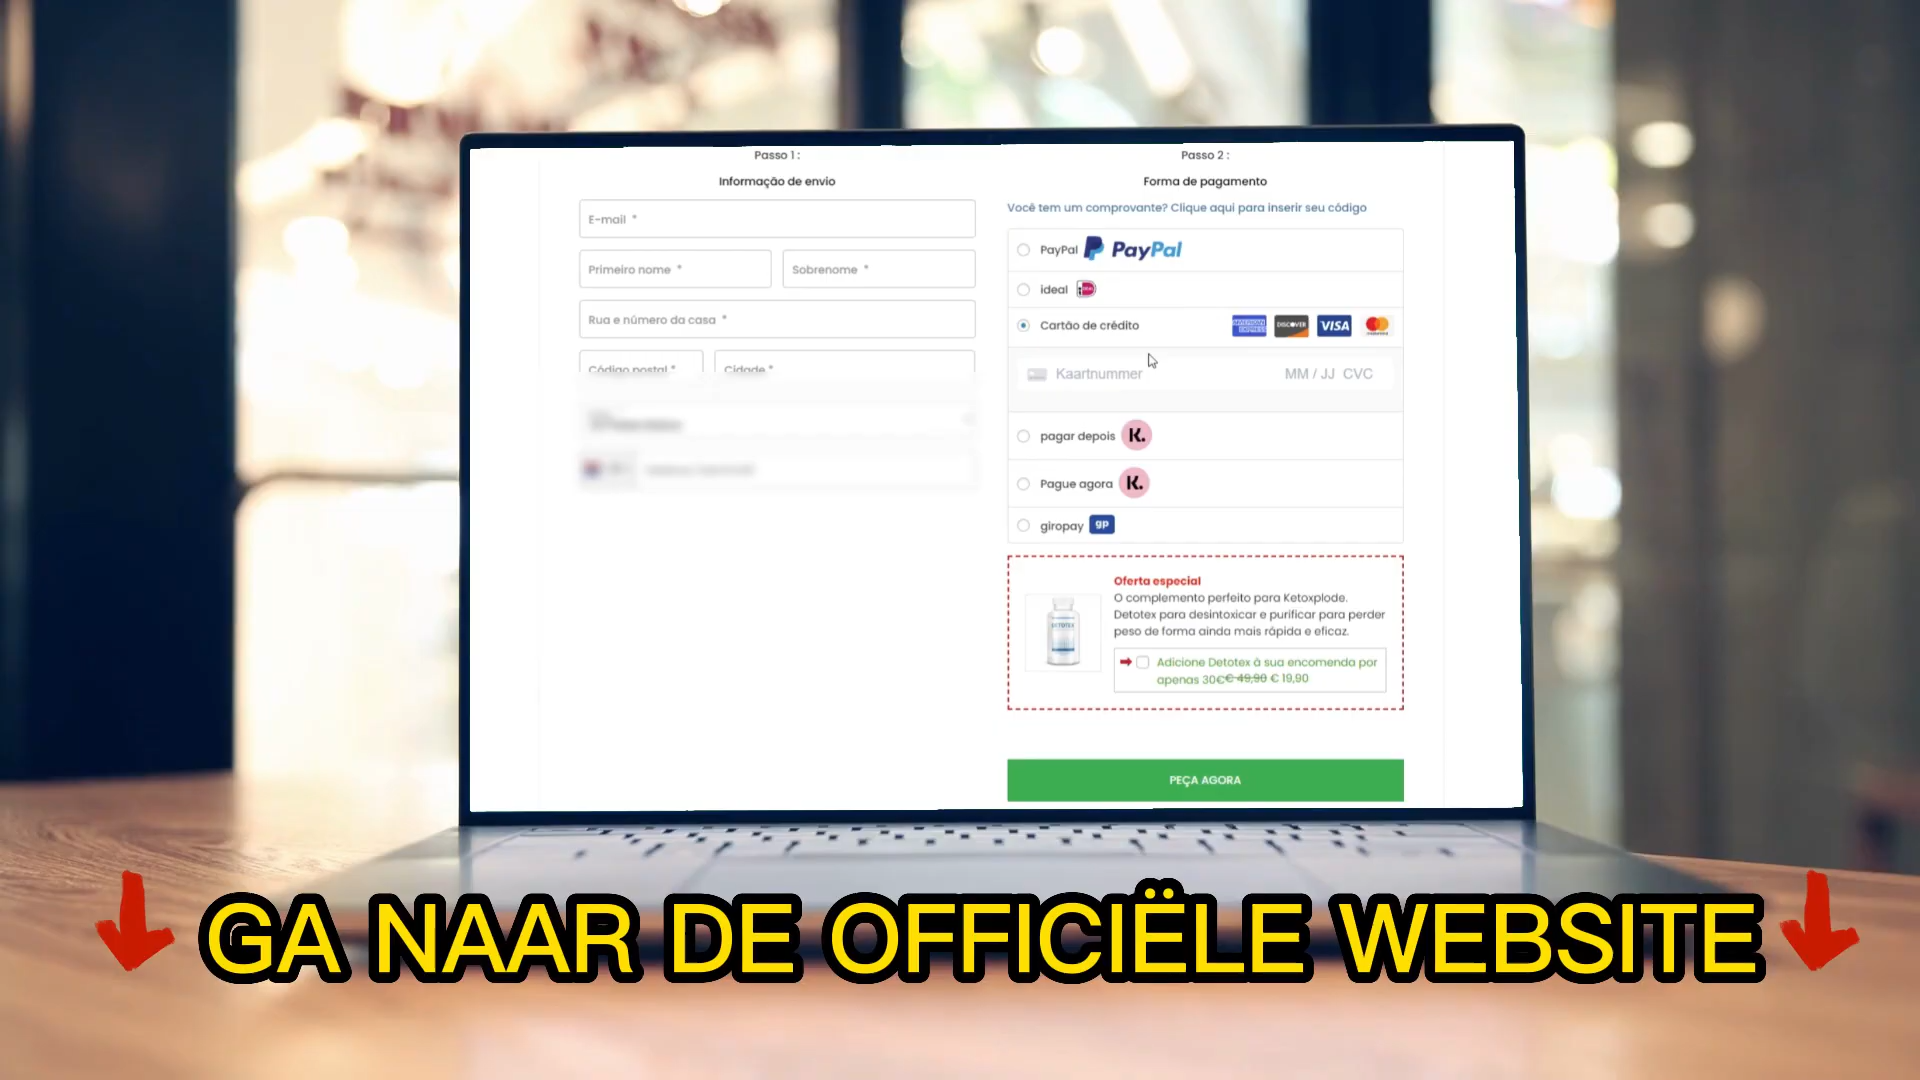 Passo 1 :
Informação de envio
E-mail *
Primeiro nome *
Sobrenome *
Rua e número da casa *
Código postal *
Cidade *
Passo 2 :
Forma de pagamento
Você tem um comprovante? Clique aqui para inserir seu código
PayPal PayPal
ideal
Cartão de crédito
AMERICAN EXPRESS DISCOVER VISA
Kaartnummer MM / JJ CVC
pagar depois K.
Pague agora K.
giropay gp
Oferta especial
O complemento perfeito para Ketoxplode.
Detotex para desintoxicar e purificar para perder
peso de forma ainda mais rápida e eficaz.
DETOTEX
Adicione Detotex à sua encomenda por
apenas 30€€ 49,90 € 19,90
PEÇA AGORA
GA NAAR DE OFFICIËLE WEBSITE